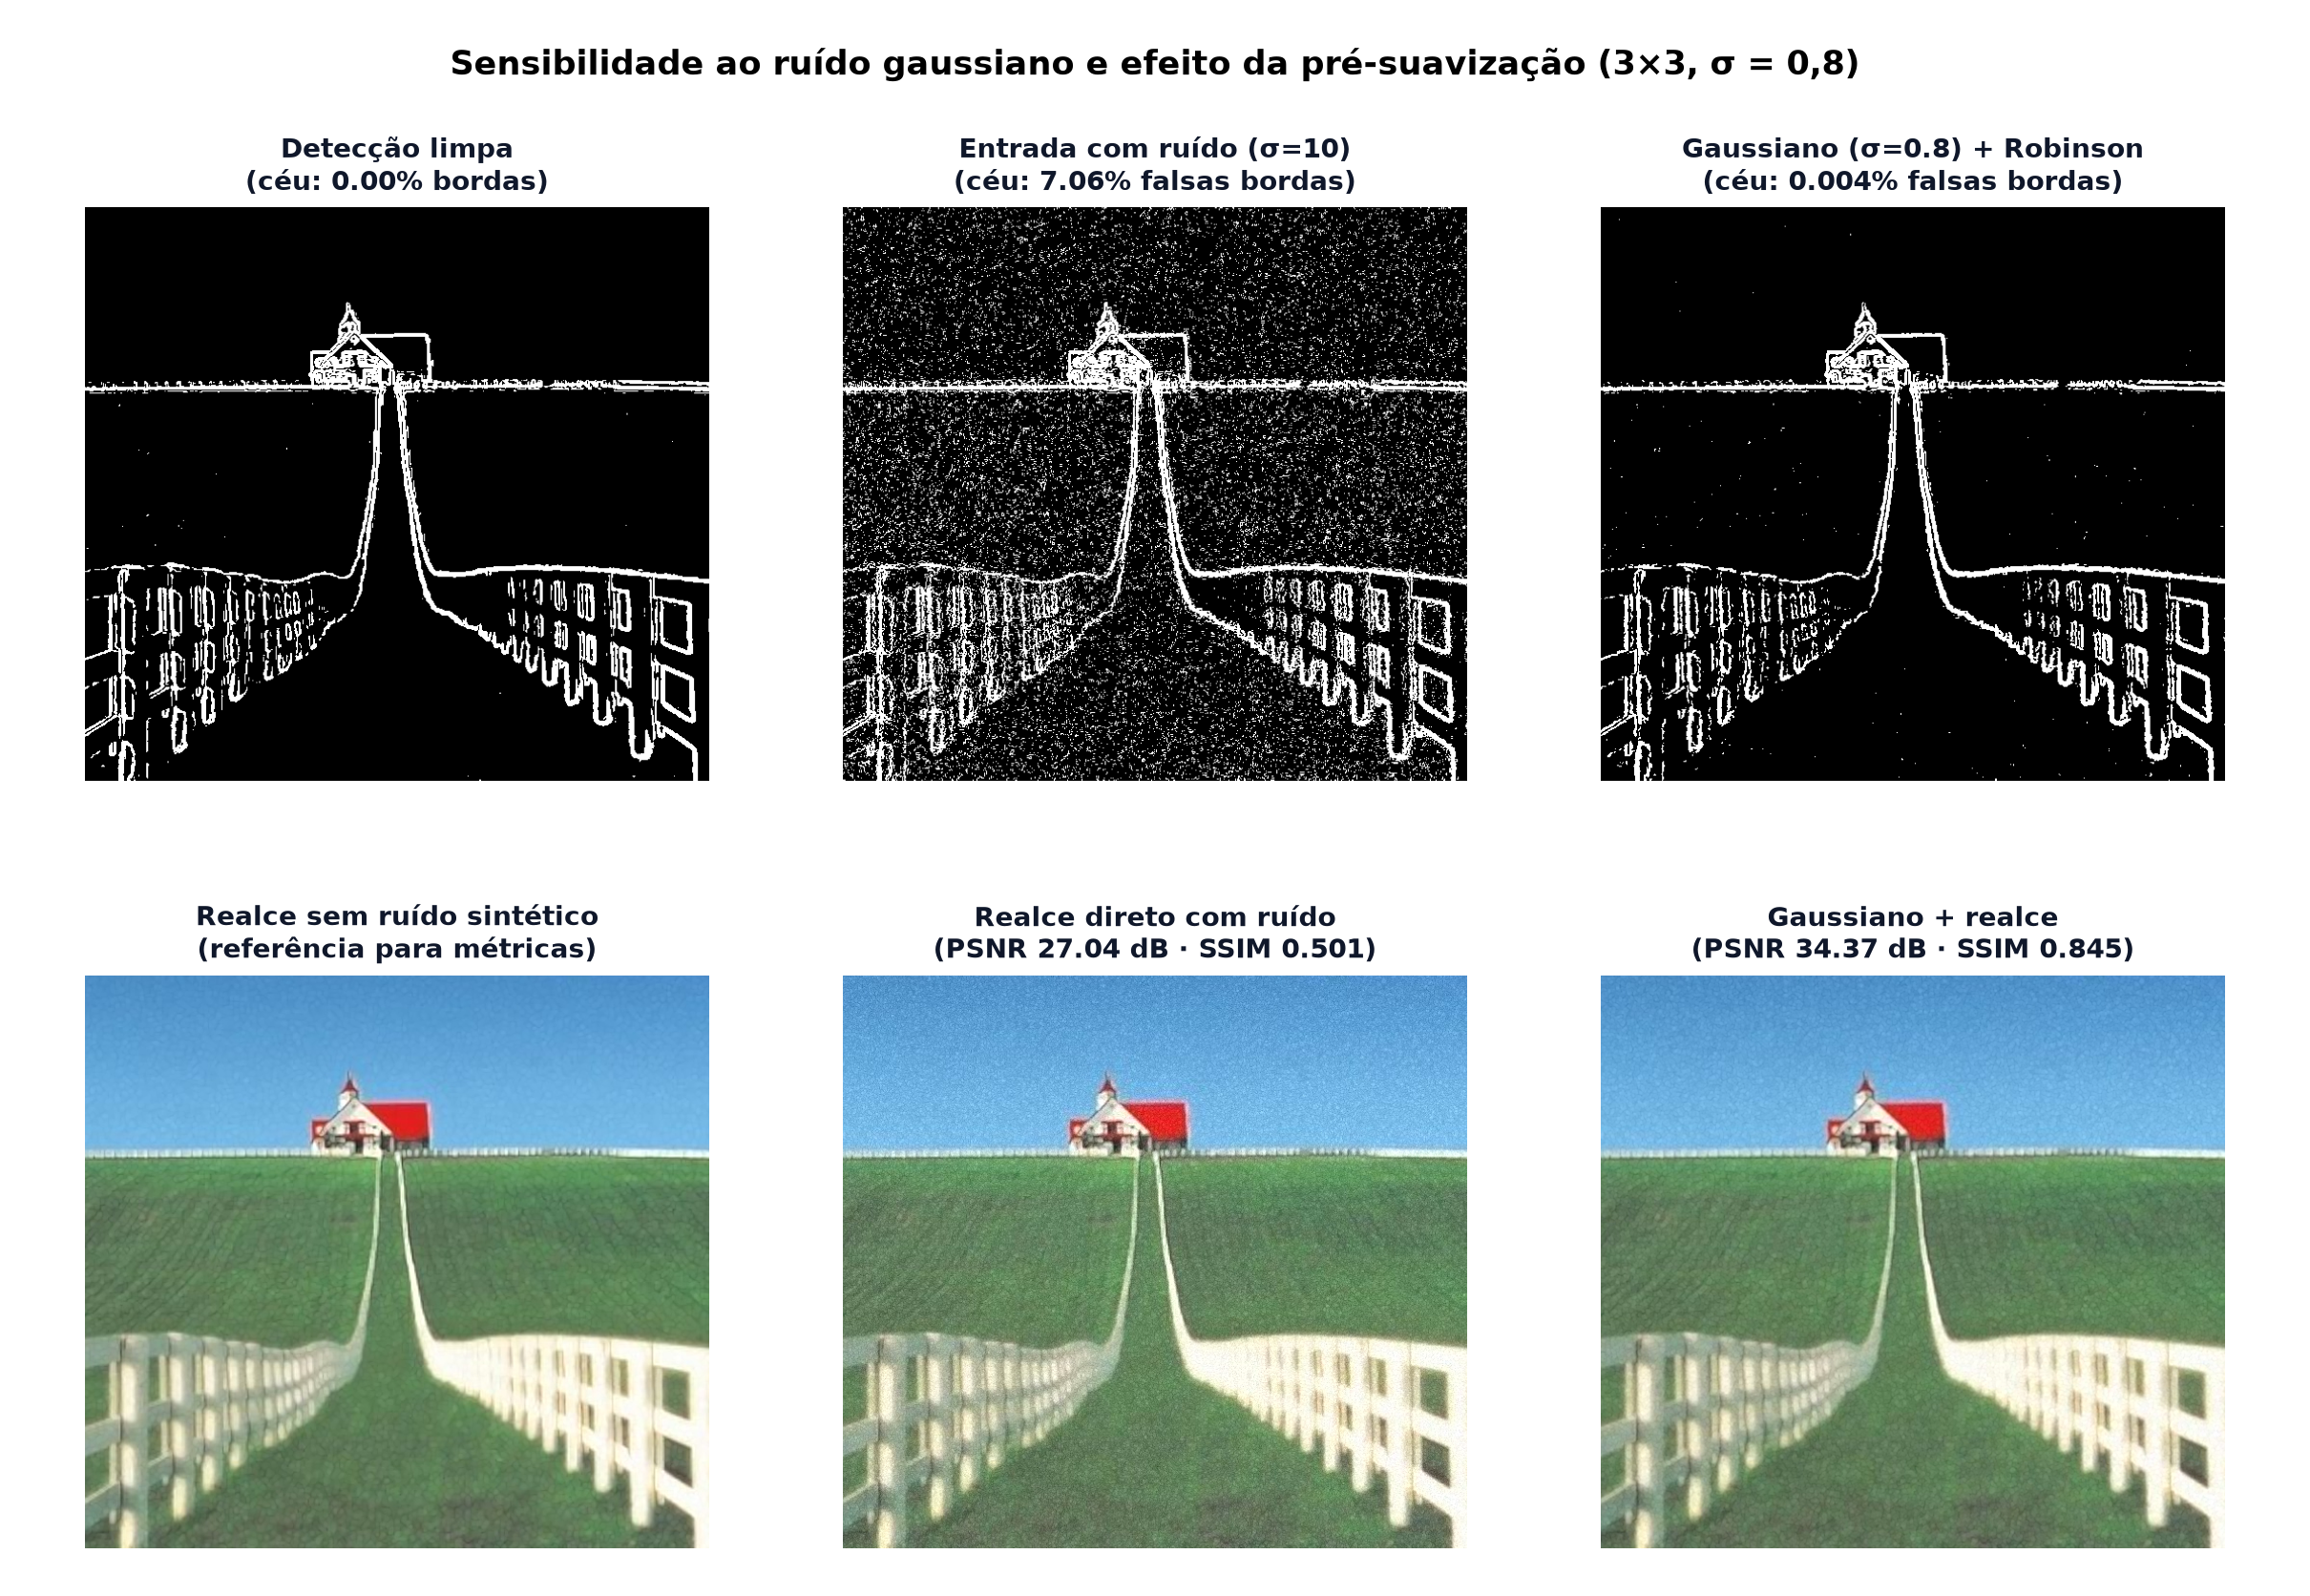 Sensibilidade ao ruído gaussiano e efeito da pré-suavização (3×3, σ = 0,8)
Detecção limpa
(céu: 0.00% bordas)
Entrada com ruído (σ=10)
(céu: 7.06% falsas bordas)
Gaussiano (σ=0.8) + Robinson
(céu: 0.004% falsas bordas)
Realce sem ruído sintético
(referência para métricas)
Realce direto com ruído
(PSNR 27.04 dB · SSIM 0.501)
Gaussiano + realce
(PSNR 34.37 dB · SSIM 0.845)